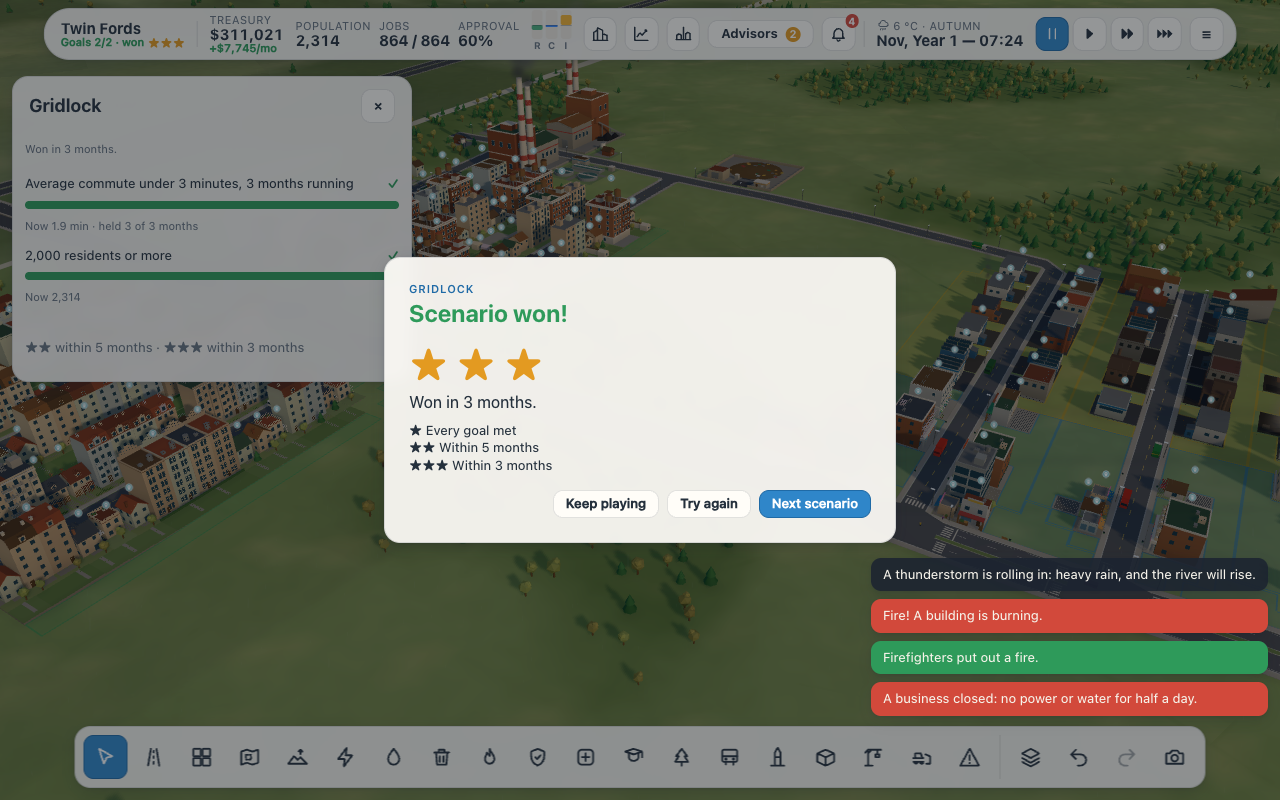 Twin Fords
Goals 2/2 · won ★★★
TREASURY
$311,021
+$7,745/mo
POPULATION
2,314
JOBS
864 / 864
APPROVAL
60%
R C I
Advisors 2
4
6 °C · AUTUMN
Nov, Year 1 — 07:24
Gridlock
Won in 3 months.
Average commute under 3 minutes, 3 months running
Now 1.9 min · held 3 of 3 months
2,000 residents or more
Now 2,314
★★ within 5 months · ★★★ within 3 months
GRIDLOCK
Scenario won!
Won in 3 months.
★ Every goal met
★★ Within 5 months
★★★ Within 3 months
Keep playing
Try again
Next scenario
A thunderstorm is rolling in: heavy rain, and the river will rise.
Fire! A building is burning.
Firefighters put out a fire.
A business closed: no power or water for half a day.